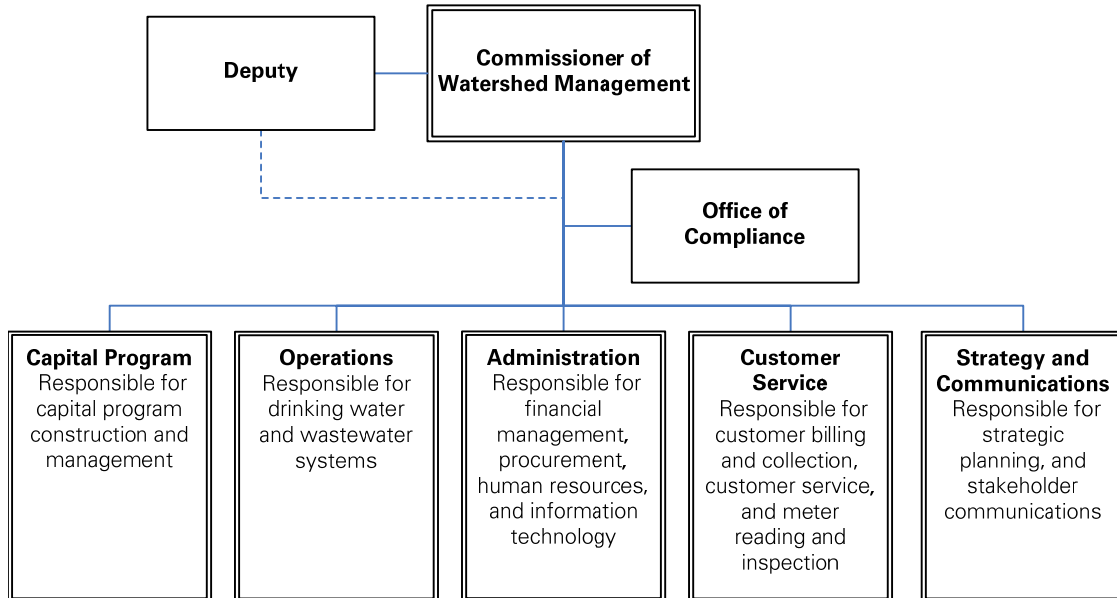 Deputy
Commissioner of
Watershed Management
Office of
Compliance
Capital Program
Responsible for
capital program
construction and
management
Operations
Responsible for
drinking water
and wastewater
systems
Administration
Responsible for
financial
management,
procurement,
human resources,
and information
technology
Customer
Service
Responsible for
customer billing
and collection,
customer service,
and meter
reading and
inspection
Strategy and
Communications
Responsible for
strategic
planning, and
stakeholder
communications